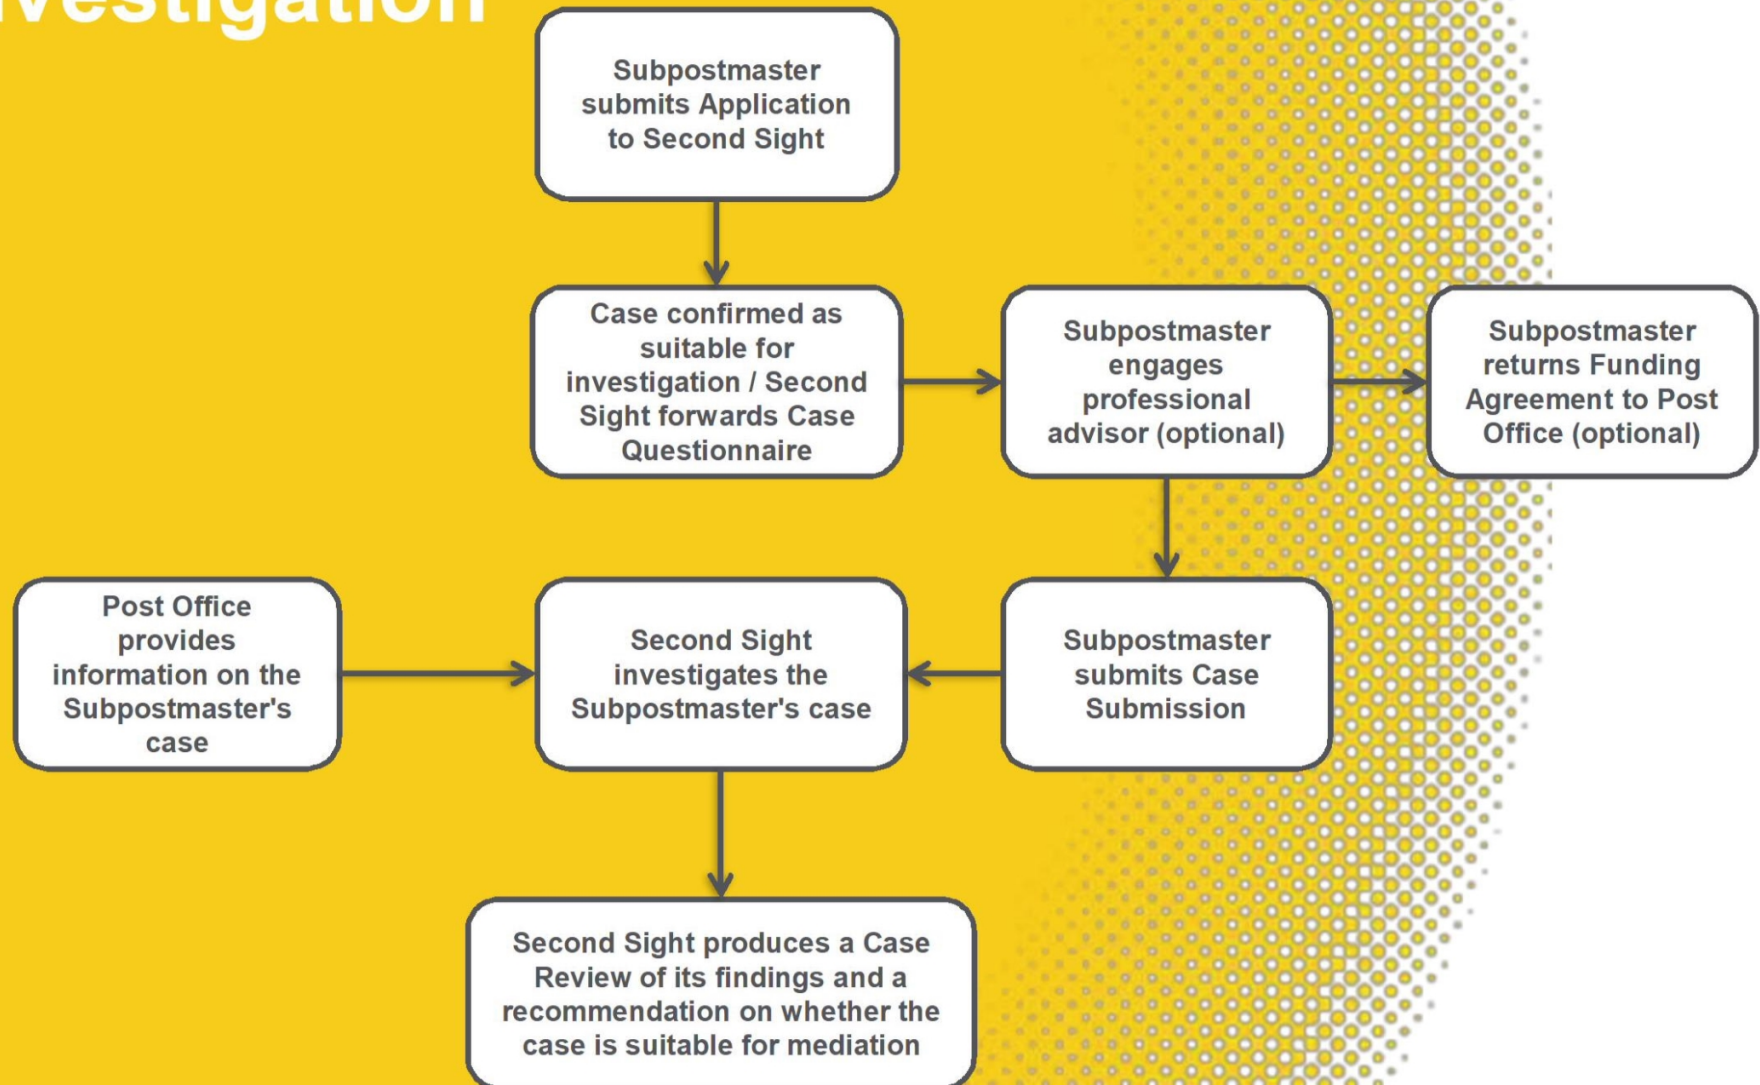 Subpostmaster
submits Application
to Second Sight
Case confirmed as
suitable for
investigation / Second
Sight forwards Case
Questionnaire
Subpostmaster
engages
professional
advisor (optional)
Subpostmaster
returns Funding
Agreement to Post
Office (optional)
Post Office
provides
information on the
Subpostmaster's
case
Second Sight
investigates the
Subpostmaster's case
Subpostmaster
submits Case
Submission
Second Sight produces a Case
Review of its findings and a
recommendation on whether the
case is suitable for mediation